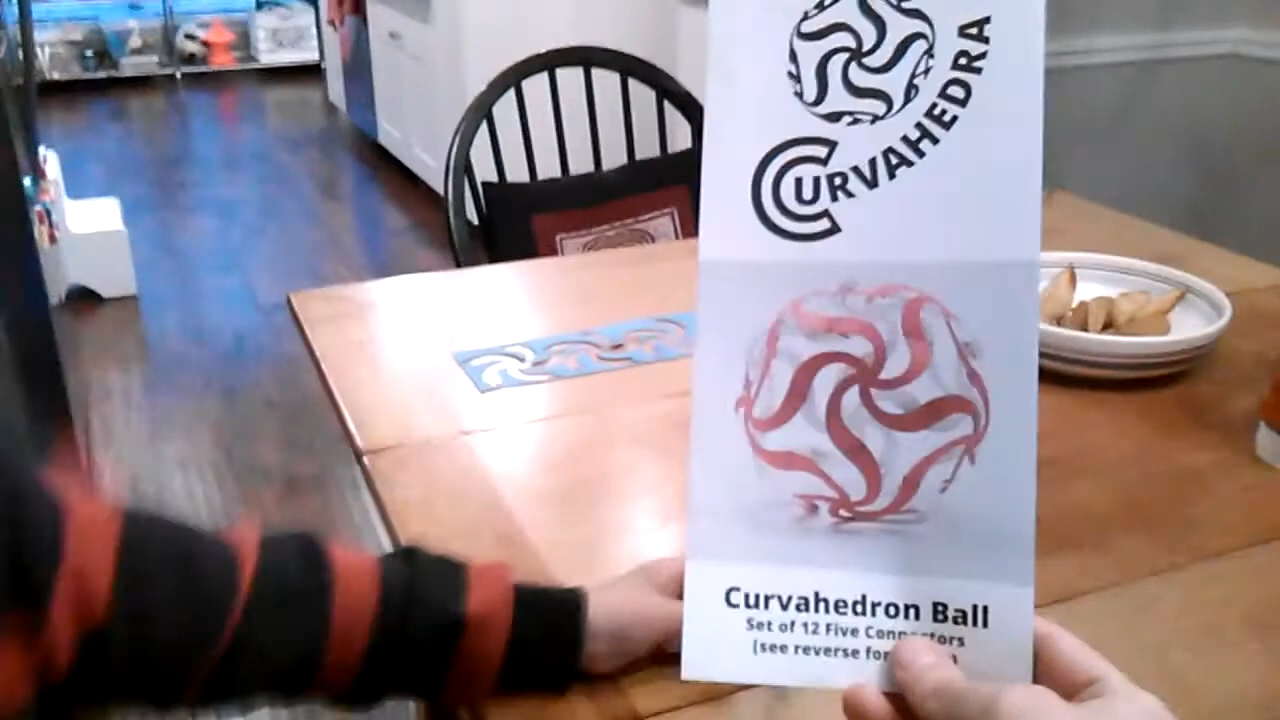 CURVAHEDRA
Curvahedron Ball
Set of 12 Five Connectors
(see reverse for